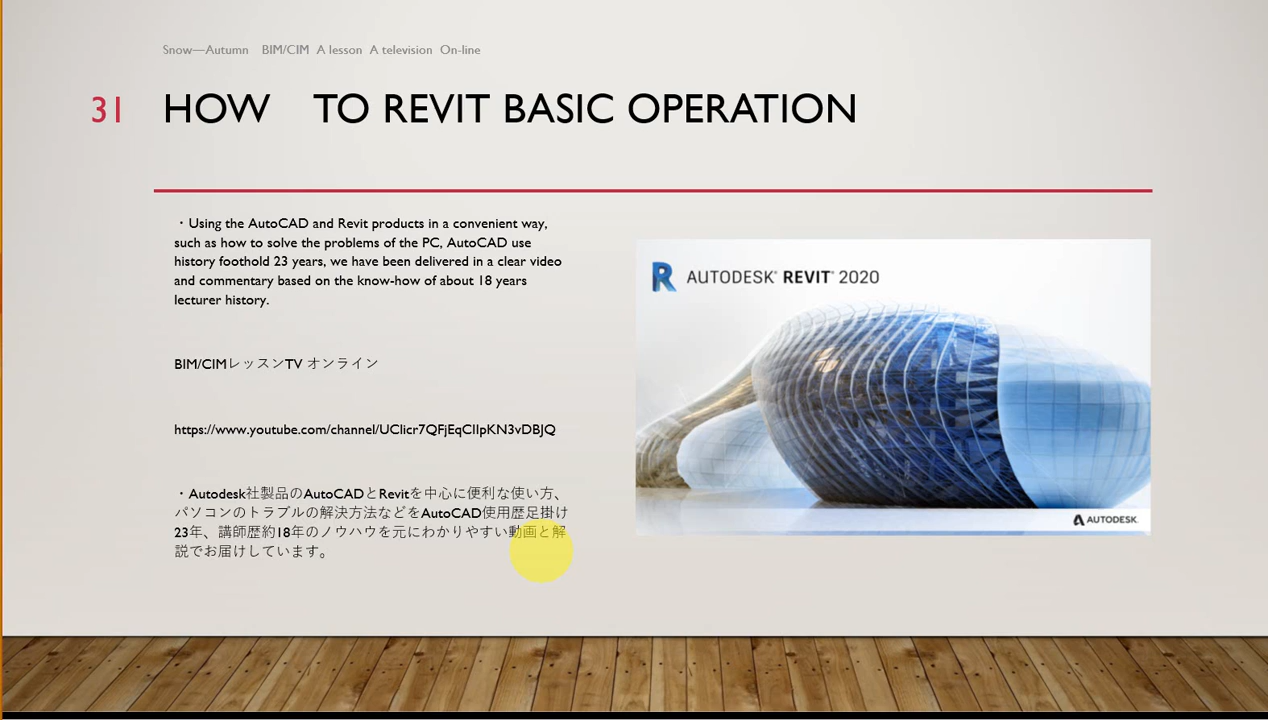 Snow—Autumn BIM/CIM A lesson A television On-line
31 HOW TO REVIT BASIC OPERATION
・Using the AutoCAD and Revit products in a convenient way,
such as how to solve the problems of the PC, AutoCAD use
history foothold 23 years, we have been delivered in a clear video
and commentary based on the know-how of about 18 years
lecturer history.
BIM/CIMレッスンTV オンライン
https://www.youtube.com/channel/UClicr7QFjEqCIIpKN3vDBJQ
・Autodesk社製品のAutoCADとRevitを中心に便利な使い方、
パソコンのトラブルの解決方法などをAutoCAD使用歴足掛け
23年、講師歴約18年のノウハウを元にわかりやすい動画と解
説でお届けしています。
R AUTODESK® REVIT® 2020
AUTODESK.